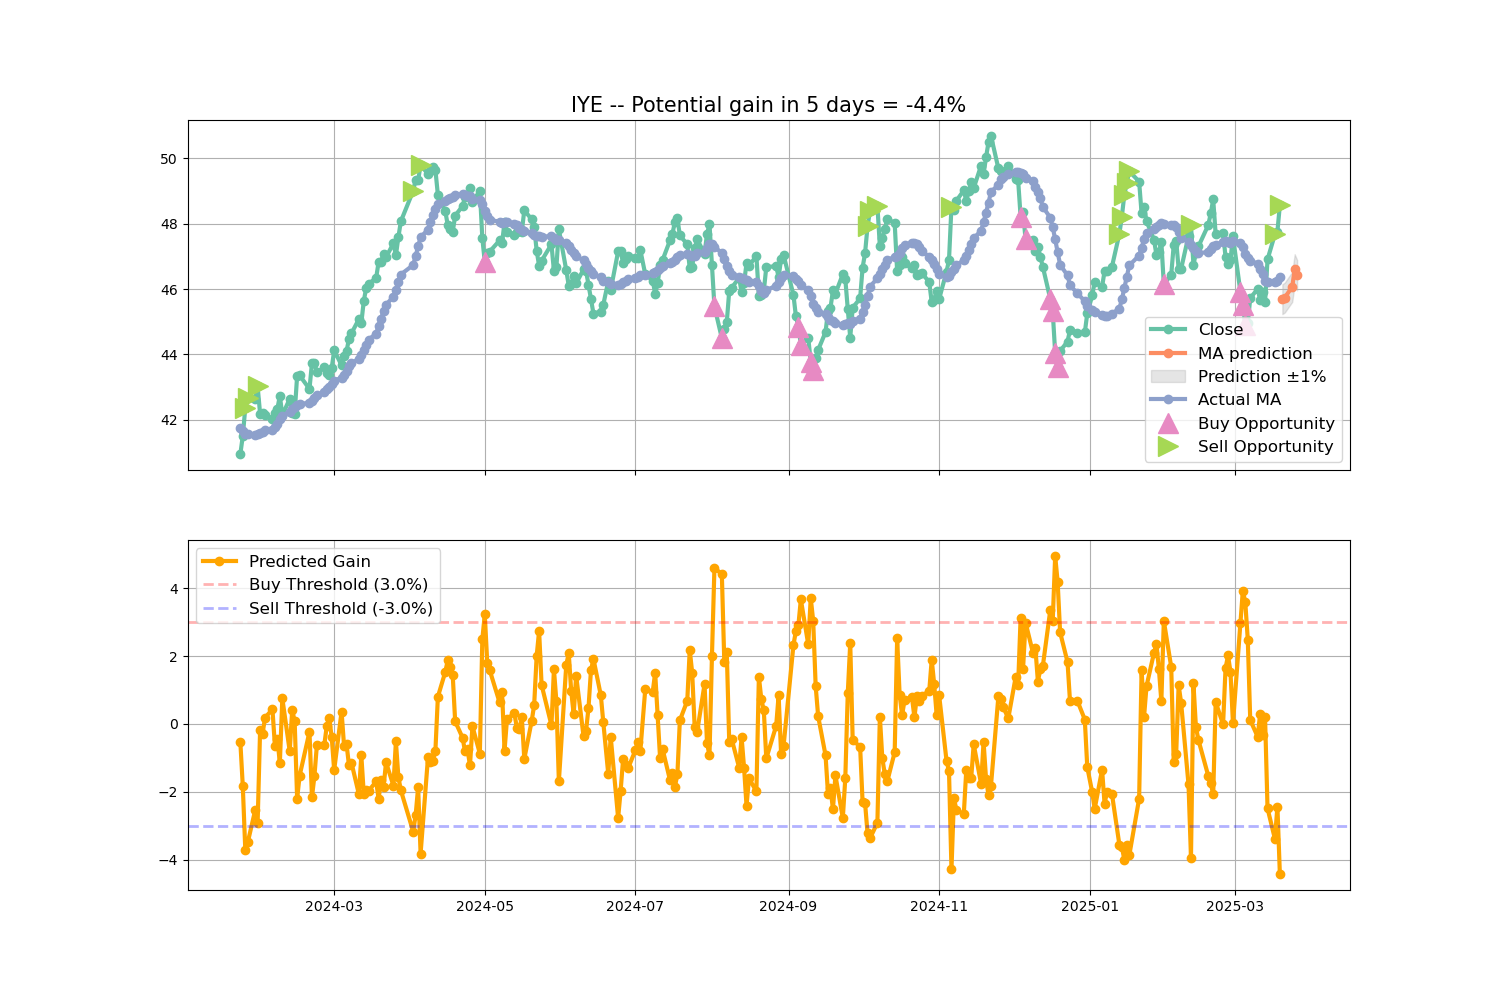 IYE -- Potential gain in 5 days = -4.4%
50
48
46
44
42
Close
MA prediction
Prediction ±1%
Actual MA
Buy Opportunity
Sell Opportunity
Predicted Gain
Buy Threshold (3.0%)
Sell Threshold (-3.0%)
4
2
0
−2
−4
2024-03 2024-05 2024-07 2024-09 2024-11 2025-01 2025-03